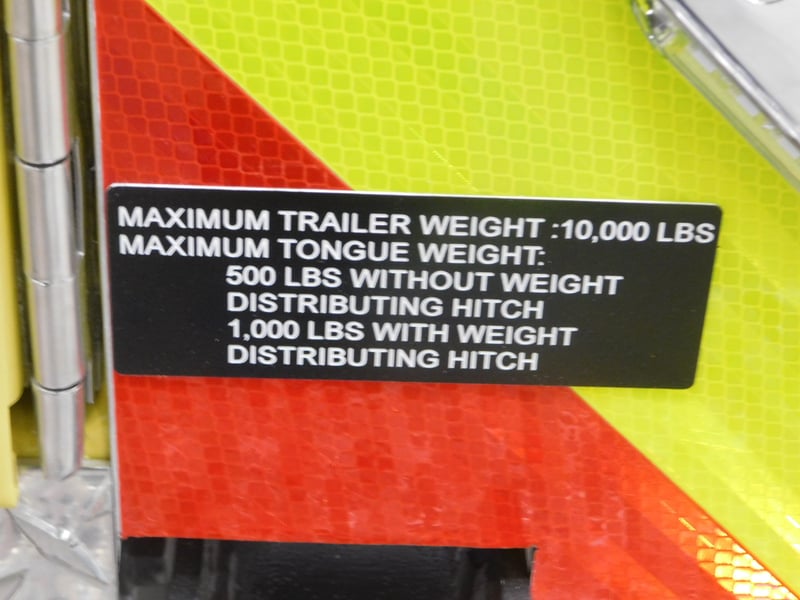 MAXIMUM TRAILER WEIGHT :10,000 LBS
MAXIMUM TONGUE WEIGHT:
500 LBS WITHOUT WEIGHT
DISTRIBUTING HITCH
1,000 LBS WITH WEIGHT
DISTRIBUTING HITCH